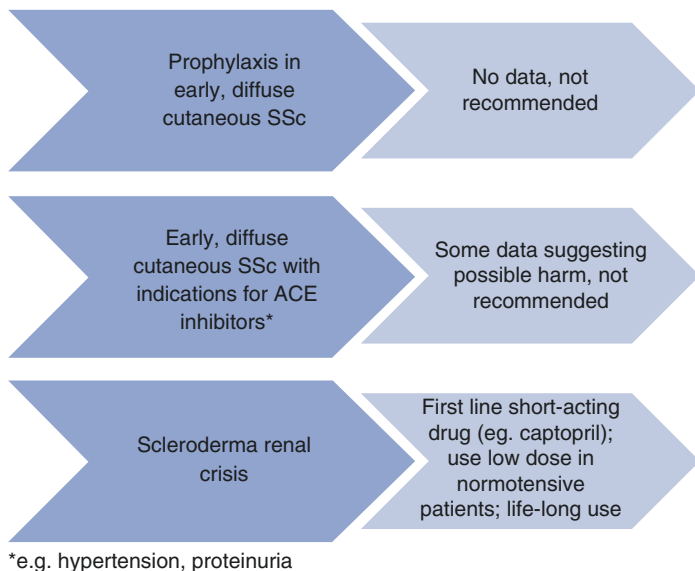 Prophylaxis in
early, diffuse
cutaneous SSc
No data, not
recommended
Early, diffuse
cutaneous SSc with
indications for ACE
inhibitors*
Some data suggesting
possible harm, not
recommended
Scleroderma renal
crisis
First line short-acting
drug (eg. captopril);
use low dose in
normotensive
patients; life-long use
*e.g. hypertension, proteinuria